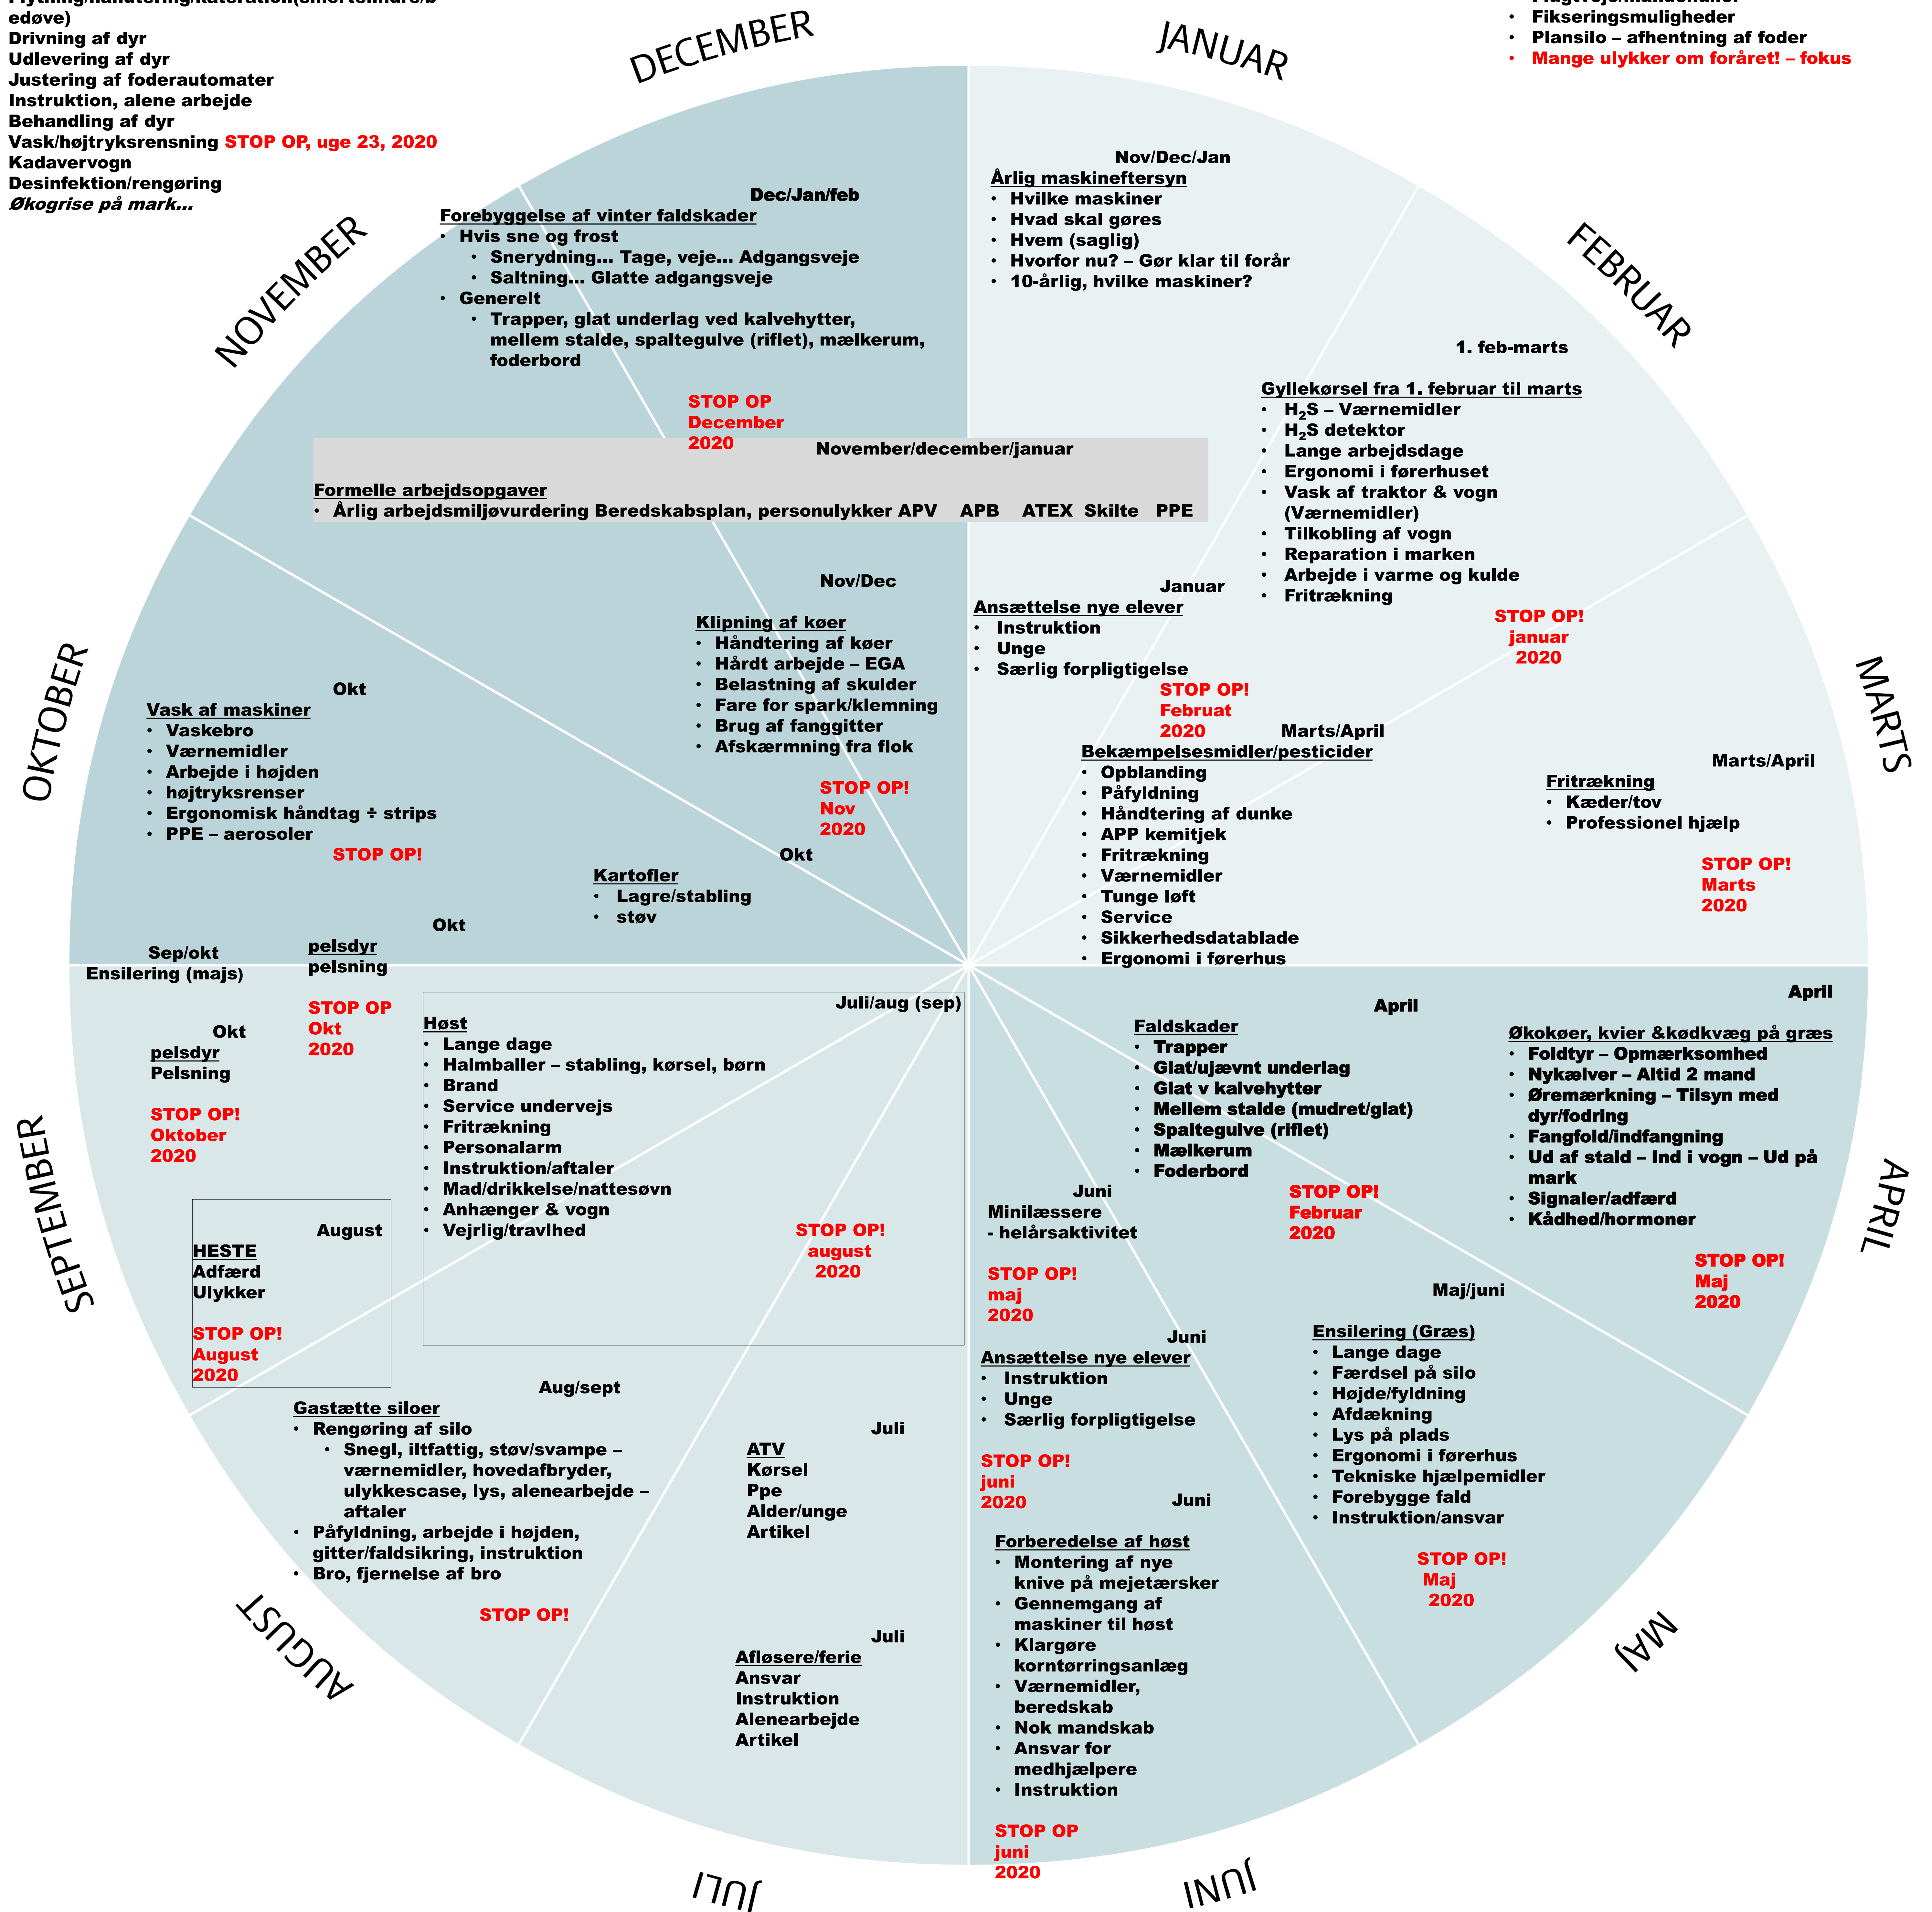 edøve)
Drivning af dyr
Udlevering af dyr
Justering af foderautomater
Instruktion, alene arbejde
Behandling af dyr
Vask/højtryksrensning STOP OP, uge 23, 2020
Kadavervogn
Desinfektion/rengøring
Økogrise på mark...
• Fikseringsmuligheder
• Plansilo – afhentning af foder
• Mange ulykker om foråret! – fokus
DECEMBER
JANUAR
FEBRUAR
MARTS
APRIL
MAJ
JUNI
JULI
AUGUST
SEPTEMBER
OKTOBER
NOVEMBER
Nov/Dec/Jan
Årlig maskineftersyn
• Hvilke maskiner
• Hvad skal gøres
• Hvem (saglig)
• Hvorfor nu? – Gør klar til forår
• 10-årlig, hvilke maskiner?
Dec/Jan/feb
Forebyggelse af vinter faldskader
• Hvis sne og frost
• Snerydning... Tage, veje... Adgangsveje
• Saltning... Glatte adgangsveje
• Generelt
• Trapper, glat underlag ved kalvehytter,
mellem stalde, spaltegulve (riflet), mælkerum,
foderbord
STOP OP
December
2020
November/december/januar
Formelle arbejdsopgaver
• Årlig arbejdsmiljøvurdering Beredskabsplan, personulykker APV APB ATEX Skilte PPE
1. feb-marts
Gyllekørsel fra 1. februar til marts
• H₂S – Værnemidler
• H₂S detektor
• Lange arbejdsdage
• Ergonomi i førerhuset
• Vask af traktor & vogn
(Værnemidler)
• Tilkobling af vogn
• Reparation i marken
• Arbejde i varme og kulde
• Fritrækning
STOP OP!
januar
2020
Januar
Ansættelse nye elever
• Instruktion
• Unge
• Særlig forpligtigelse
STOP OP!
Februat
2020
Marts/April
Bekæmpelsesmidler/pesticider
• Opblanding
• Påfyldning
• Håndtering af dunke
• APP kemitjek
• Fritrækning
• Værnemidler
• Tunge løft
• Service
• Sikkerhedsdatablade
• Ergonomi i førerhus
Marts/April
Fritrækning
• Kæder/tov
• Professionel hjælp
STOP OP!
Marts
2020
Nov/Dec
Klipning af køer
• Håndtering af køer
• Hårdt arbejde – EGA
• Belastning af skulder
• Fare for spark/klemning
• Brug af fanggitter
• Afskærmning fra flok
STOP OP!
Nov
2020
Okt
Vask af maskiner
• Vaskebro
• Værnemidler
• Arbejde i højden
• højtryksrenser
• Ergonomisk håndtag ÷ strips
• PPE – aerosoler
STOP OP!
Okt
Kartofler
• Lagre/stabling
• støv
Okt
pelsdyr
pelsning
STOP OP
Okt
2020
Sep/okt
Ensilering (majs)
Okt
pelsdyr
Pelsning
STOP OP!
Oktober
2020
Juli/aug (sep)
Høst
• Lange dage
• Halmballer – stabling, kørsel, børn
• Brand
• Service undervejs
• Fritrækning
• Personalarm
• Instruktion/aftaler
• Mad/drikkelse/nattesøvn
• Anhænger & vogn
• Vejrlig/travlhed
STOP OP!
august
2020
August
HESTE
Adfærd
Ulykker
STOP OP!
August
2020
Aug/sept
Gastætte siloer
• Rengøring af silo
• Snegl, iltfattig, støv/svampe –
værnemidler, hovedafbryder,
ulykkescase, lys, alenearbejde –
aftaler
• Påfyldning, arbejde i højden,
gitter/faldsikring, instruktion
• Bro, fjernelse af bro
STOP OP!
Juli
ATV
Kørsel
Ppe
Alder/unge
Artikel
Juli
Afløsere/ferie
Ansvar
Instruktion
Alenearbejde
Artikel
April
Faldskader
• Trapper
• Glat/ujævnt underlag
• Glat v kalvehytter
• Mellem stalde (mudret/glat)
• Spaltegulve (riflet)
• Mælkerum
• Foderbord
STOP OP!
Februar
2020
April
Økokøer, kvier &kødkvæg på græs
• Foldtyr – Opmærksomhed
• Nykælver – Altid 2 mand
• Øremærkning – Tilsyn med
dyr/fodring
• Fangfold/indfangning
• Ud af stald – Ind i vogn – Ud på
mark
• Signaler/adfærd
• Kådhed/hormoner
STOP OP!
Maj
2020
Juni
Minilæssere
- helårsaktivitet
STOP OP!
maj
2020
Juni
Ansættelse nye elever
• Instruktion
• Unge
• Særlig forpligtigelse
STOP OP!
juni
2020
Maj/juni
Ensilering (Græs)
• Lange dage
• Færdsel på silo
• Højde/fyldning
• Afdækning
• Lys på plads
• Ergonomi i førerhus
• Tekniske hjælpemidler
• Forebygge fald
• Instruktion/ansvar
STOP OP!
Maj
2020
Juni
Forberedelse af høst
• Montering af nye
knive på mejetærsker
• Gennemgang af
maskiner til høst
• Klargøre
korntørringsanlæg
• Værnemidler,
beredskab
• Nok mandskab
• Ansvar for
medhjælpere
• Instruktion
STOP OP
juni
2020